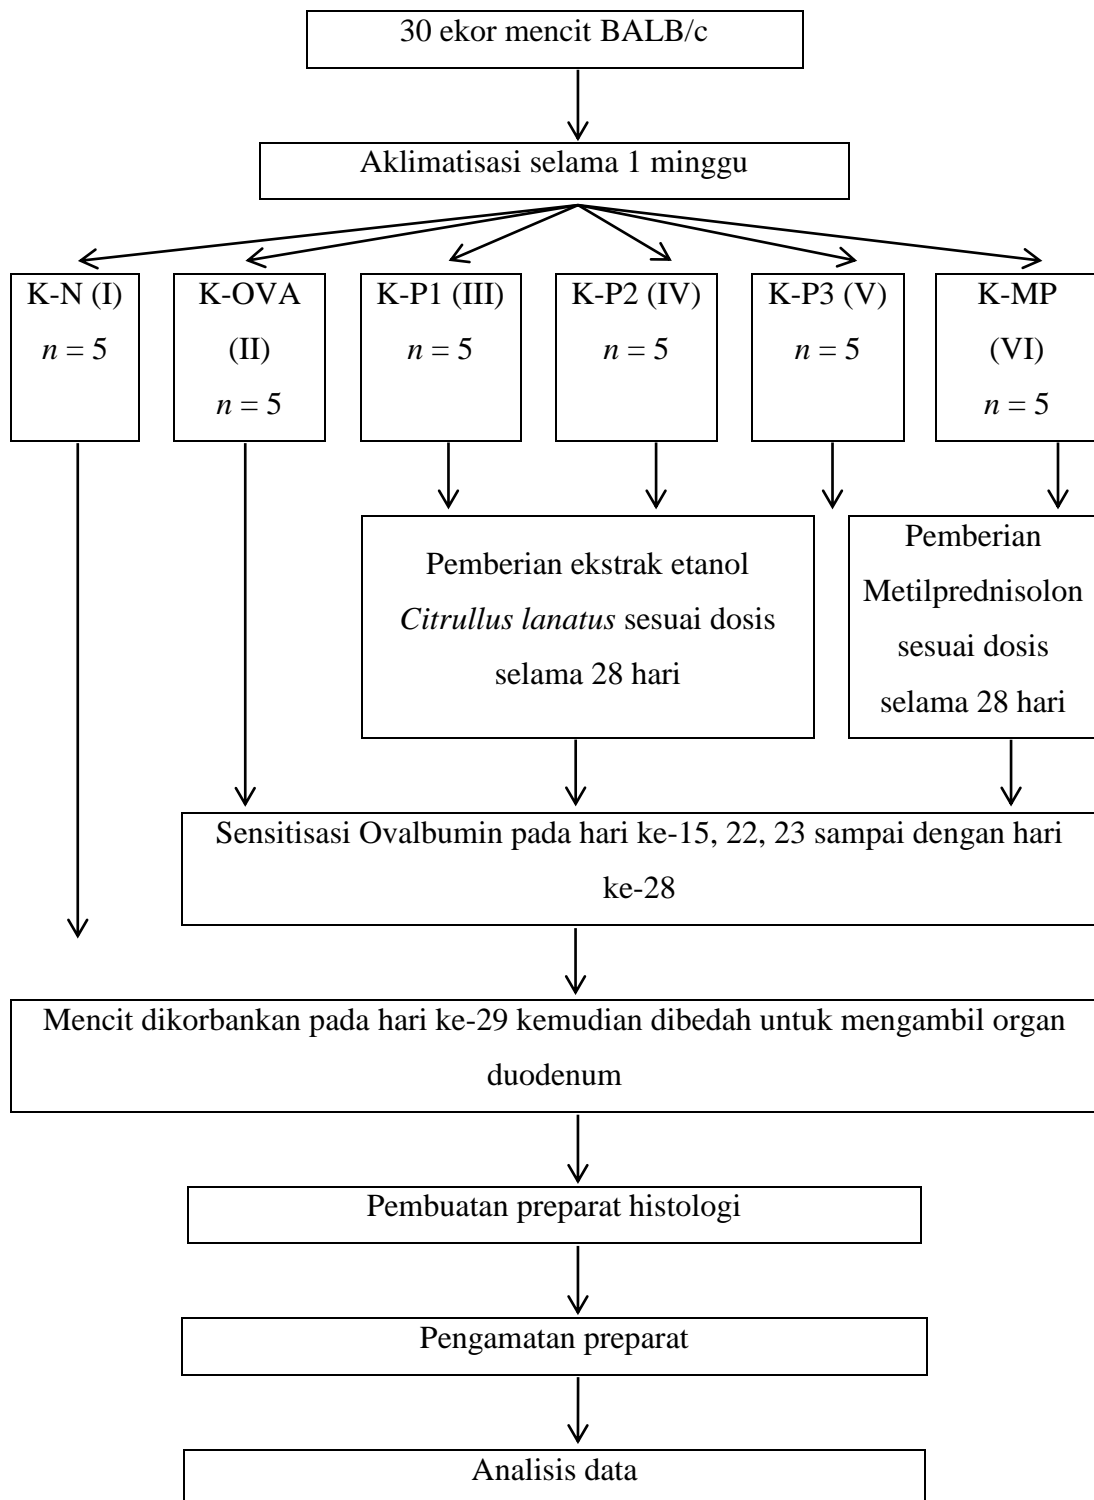 30 ekor mencit BALB/c
Aklimatisasi selama 1 minggu
K-N (I)
n = 5
K-OVA
(II)
n = 5
K-P1 (III)
n = 5
K-P2 (IV)
n = 5
K-P3 (V)
n = 5
K-MP
(VI)
n = 5
Pemberian ekstrak etanol
Citrullus lanatus sesuai dosis
selama 28 hari
Pemberian
Metilprednisolon
sesuai dosis
selama 28 hari
Sensitisasi Ovalbumin pada hari ke-15, 22, 23 sampai dengan hari
ke-28
Mencit dikorbankan pada hari ke-29 kemudian dibedah untuk mengambil organ
duodenum
Pembuatan preparat histologi
Pengamatan preparat
Analisis data